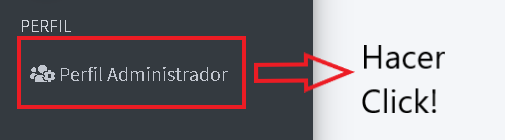 PERFIL
Perfil Administrador
Hacer
Click!